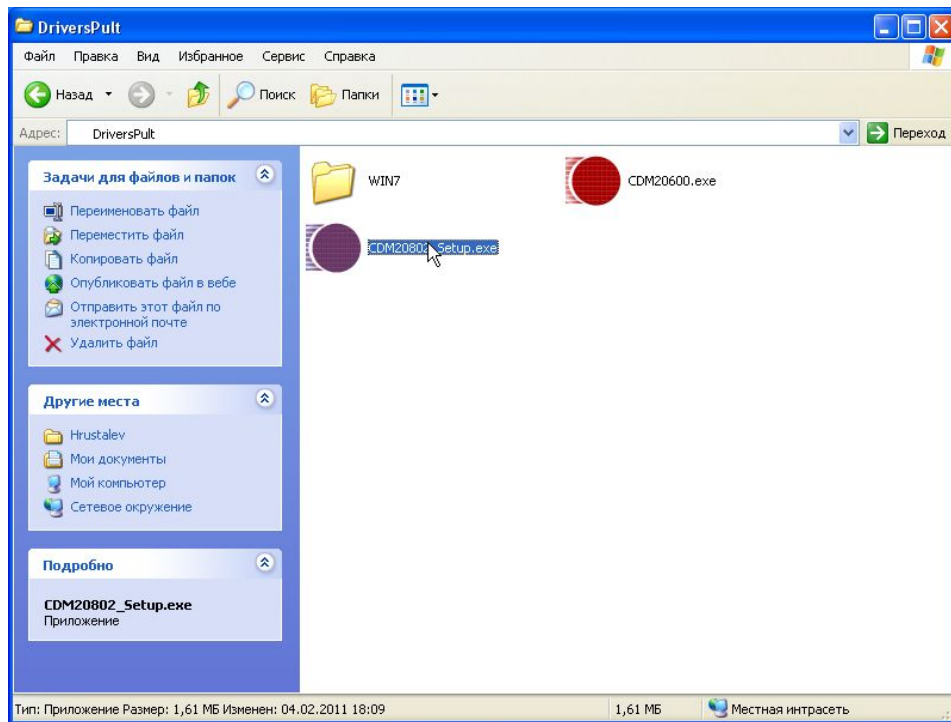 DriversPult
Файл Правка Вид Избранное Сервис Справка
Назад Поиск Папки
Адрес: DriversPult Переход
Задачи для файлов и папок
Переименовать файл
Переместить файл
Копировать файл
Опубликовать файл в вебе
Отправить этот файл по
электронной почте
Удалить файл
Другие места
Hrustalev
Мои документы
Мой компьютер
Сетевое окружение
Подробно
CDM20802_Setup.exe
Приложение
WIN7
CDM20600.exe
CDM20802_Setup.exe
Тип: Приложение Размер: 1,61 МБ Изменен: 04.02.2011 18:09 1,61 МБ Местная интрасеть